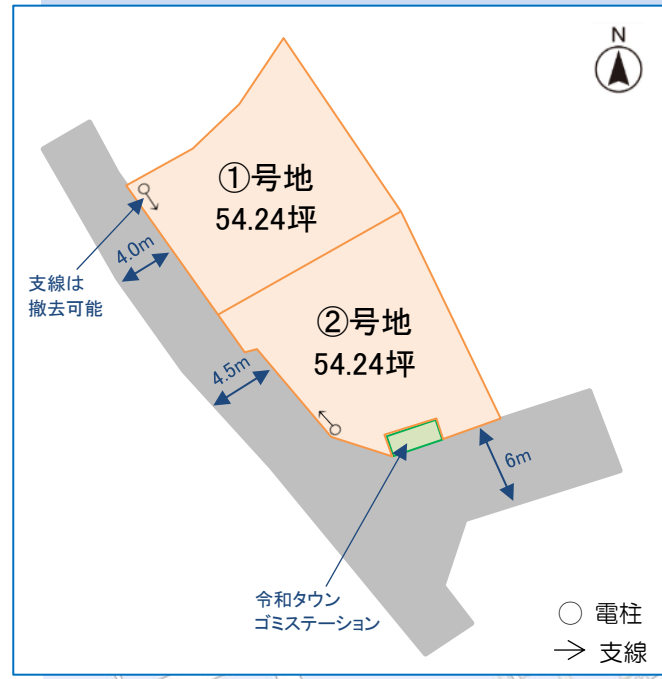 N
①号地
54.24坪
4.0m
支線は
撤去可能
②号地
54.24坪
4.5m
6m
令和タウン
ゴミステーション
○ 電柱
→ 支線